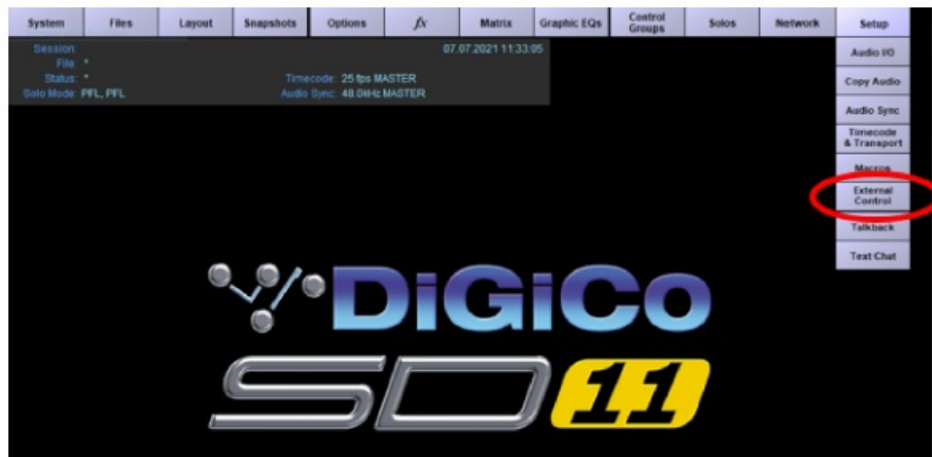 System Files Layout Snapshots Options fx Matrix Graphic EQs Control Groups Solos Network Setup
Session: 07.07.2021 11:33:05
File: *
Status: * Timecode: 25 fps MASTER
Solo Mode: PFL, PFL Audio Sync: 48.0kHz MASTER
Audio I/O
Copy Audio
Audio Sync
Timecode
& Transport
Macros
External
Control
Talkback
Text Chat
DiGiCo
SD11